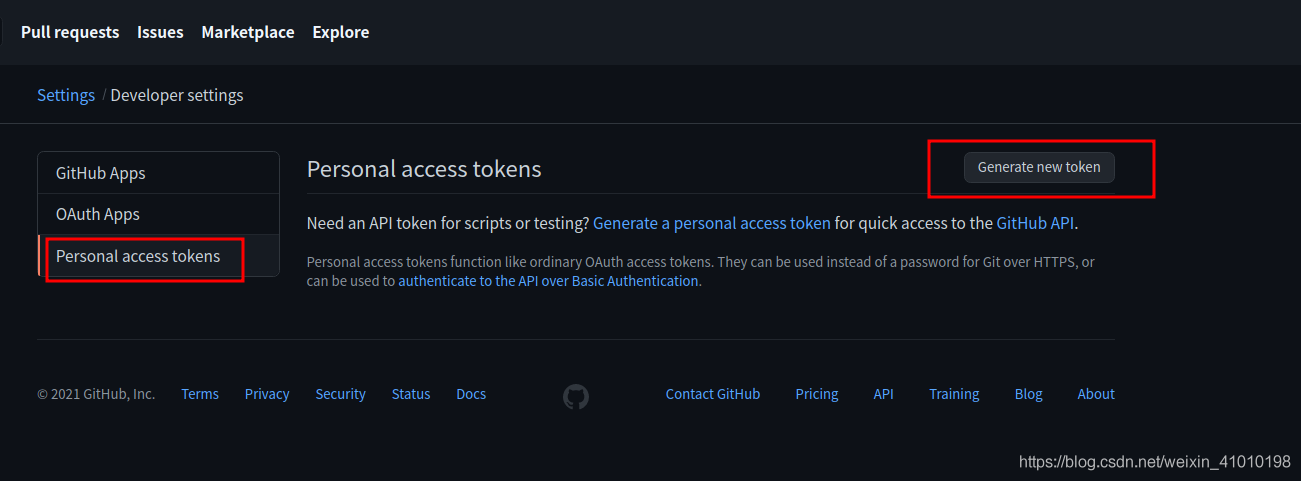 Pull requests Issues Marketplace Explore
Settings / Developer settings
GitHub Apps
OAuth Apps
Personal access tokens
Personal access tokens
Generate new token
Need an API token for scripts or testing? Generate a personal access token for quick access to the GitHub API.
Personal access tokens function like ordinary OAuth access tokens. They can be used instead of a password for Git over HTTPS, or
can be used to authenticate to the API over Basic Authentication.
© 2021 GitHub, Inc. Terms Privacy Security Status Docs Contact GitHub Pricing API Training Blog About
https://blog.csdn.net/weixin_41010198